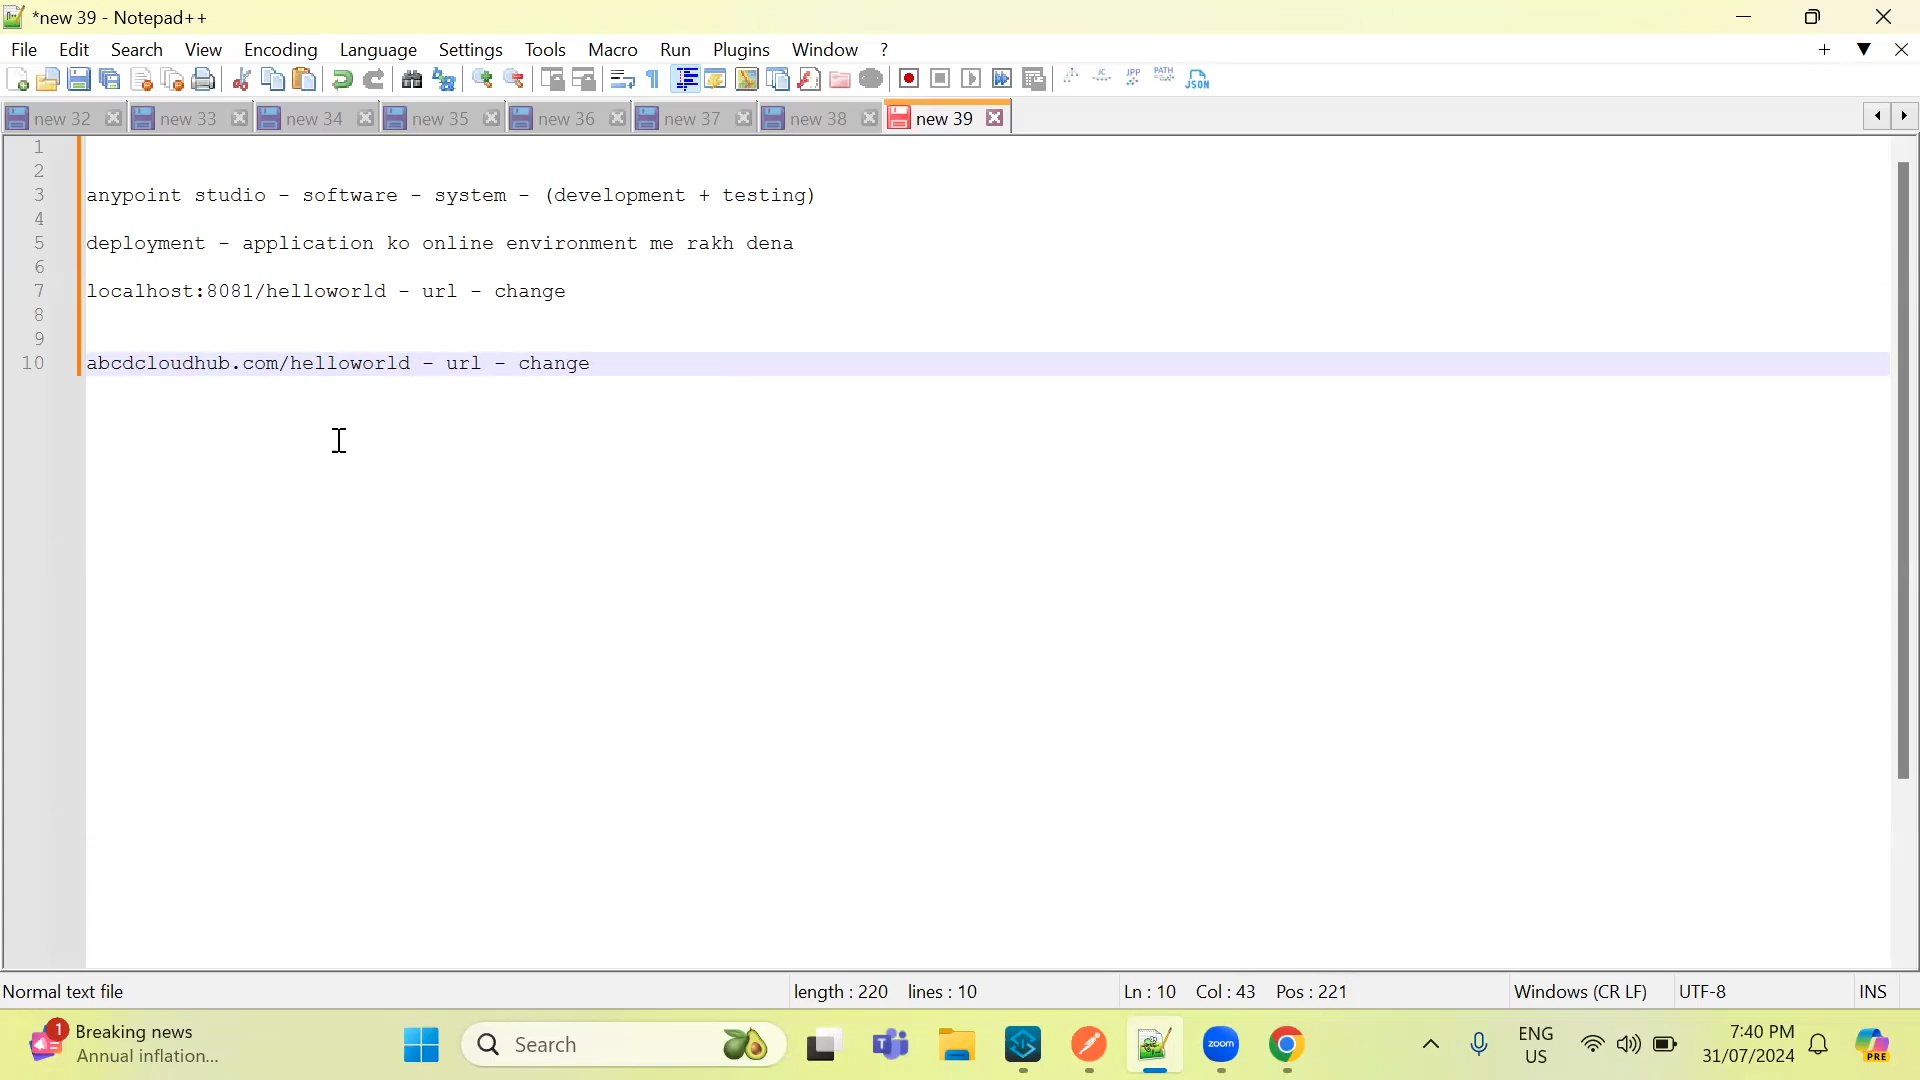 *new 39 - Notepad++
File Edit Search View Encoding Language Settings Tools Macro Run Plugins Window ?
new 32 new 33 new 34 new 35 new 36 new 37 new 38 new 39
1
2
3 anypoint studio - software - system - (development + testing)
4
5 deployment - application ko online environment me rakh dena
6
7 localhost:8081/helloworld - url - change
8
9
10 abcdcloudhub.com/helloworld - url - change
Normal text file length : 220 lines : 10 Ln : 10 Col : 43 Pos : 221 Windows (CR LF) UTF-8 INS
1 Breaking news
Annual inflation...
Search
zoom
ENG
US
7:40 PM
31/07/2024
PRE